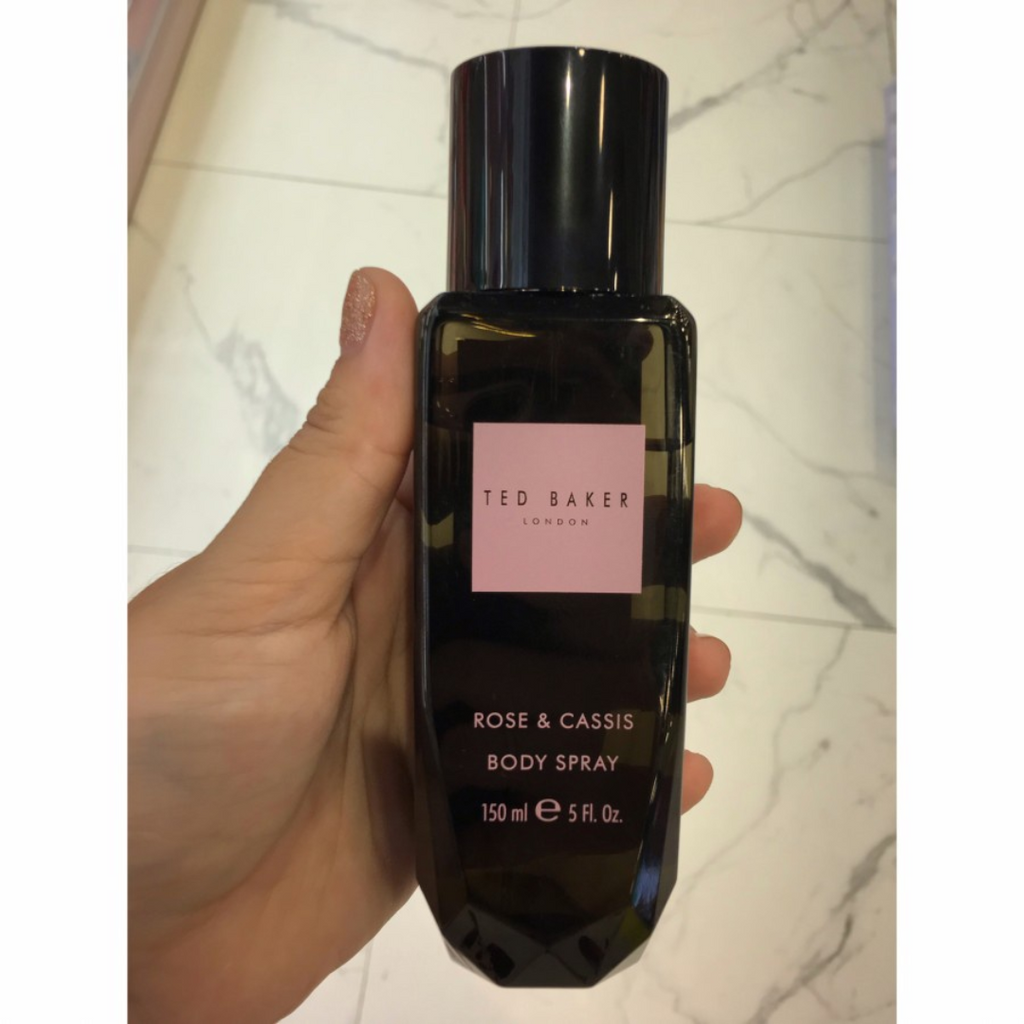 TED BAKER
LONDON
ROSE & CASSIS
BODY SPRAY
150 ml ℮ 5 Fl. Oz.